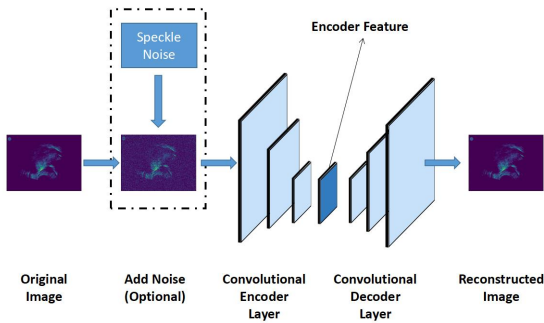 Speckle
Noise
Encoder Feature
Original
Image
Add Noise
(Optional)
Convolutional
Encoder
Layer
Convolutional
Decoder
Layer
Reconstructed
Image